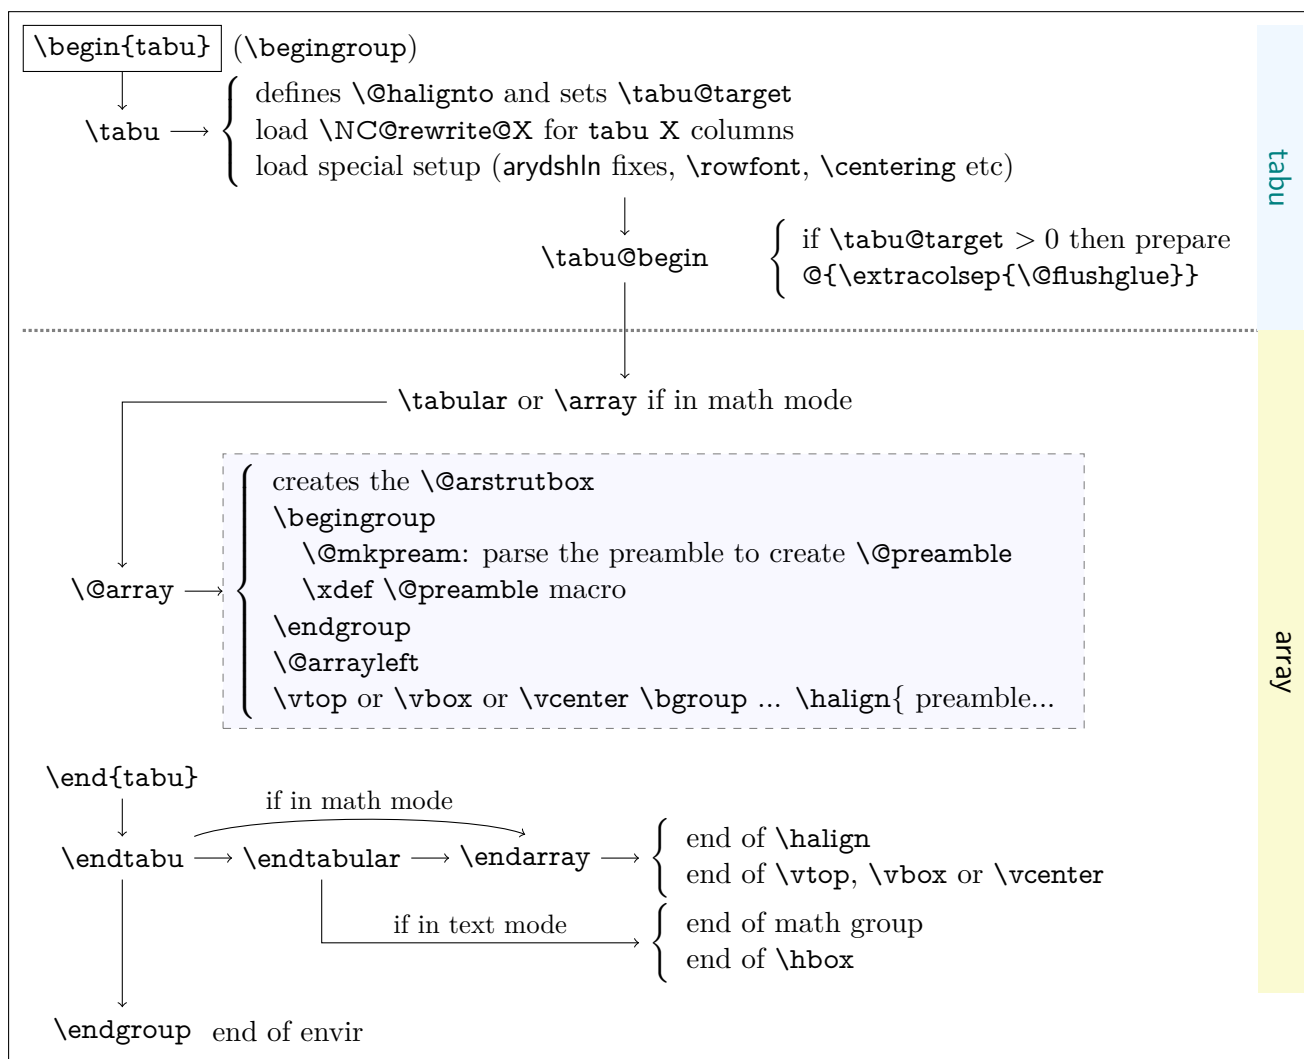 \begin{tabu} (\begingroup)
defines \@halignto and sets \tabu@target
\tabu
load \NC@rewrite@X for tabu X columns
load special setup (arydshln fixes, \rowfont, \centering etc)
tabu
\tabu@begin
if \tabu@target > 0 then prepare
@{\extracolsep{\@flushglue}}
\tabular or \array if in math mode
\@array
creates the \@arstrutbox
\begingroup
\@mkpream: parse the preamble to create \@preamble
\xdef \@preamble macro
\endgroup
\@arrayleft
\vtop or \vbox or \vcenter \bgroup ... \halign{ preamble...
array
\end{tabu}
if in math mode
\endtabu
\endtabular
\endarray
end of \halign
end of \vtop, \vbox or \vcenter
if in text mode
end of math group
end of \hbox
\endgroup end of envir